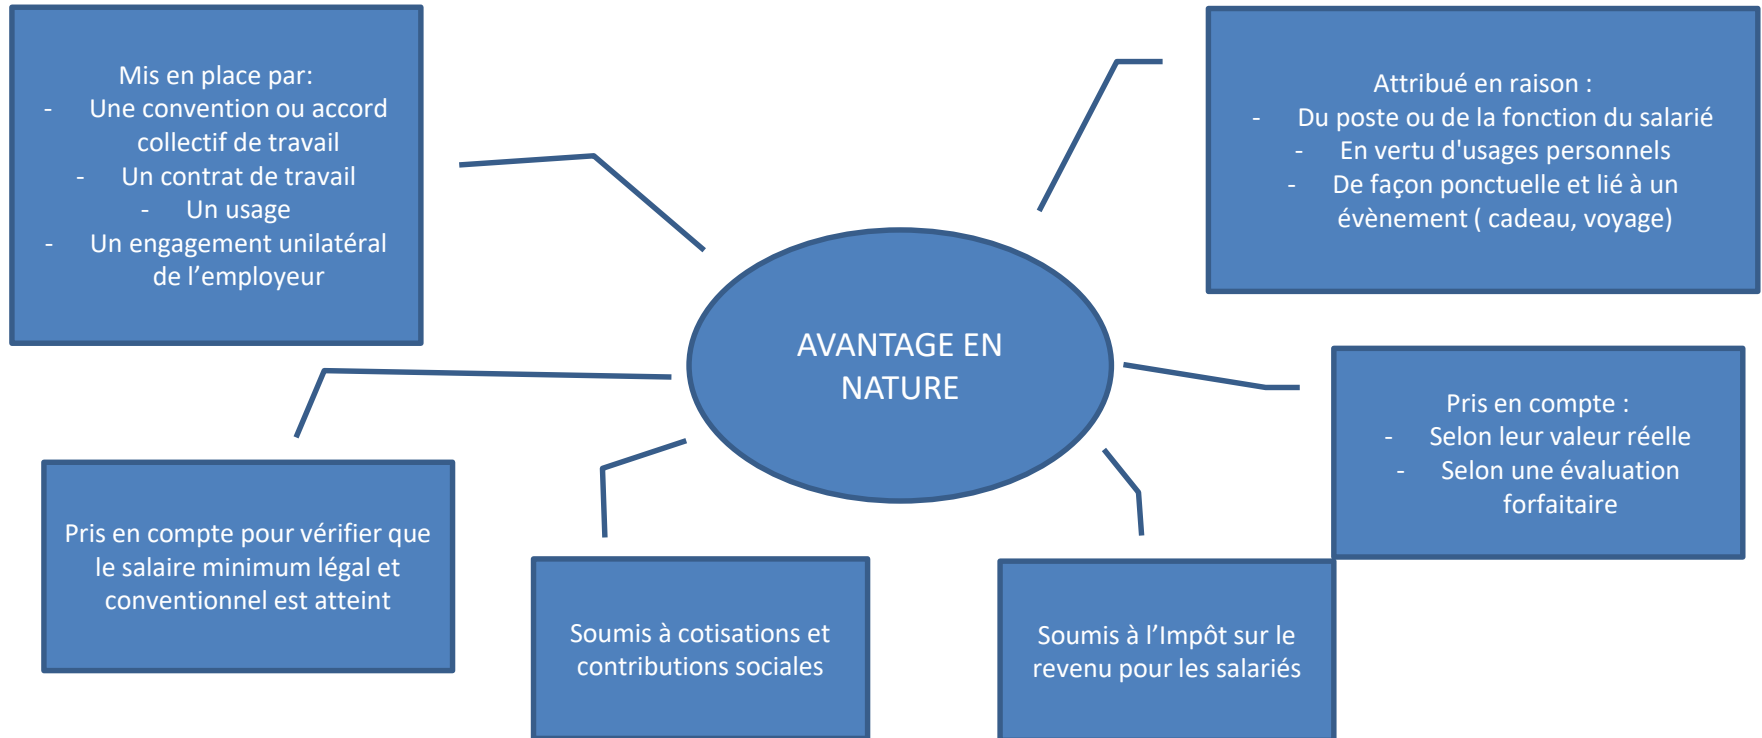 Mis en place par:
- Une convention ou accord
collectif de travail
- Un contrat de travail
- Un usage
- Un engagement unilatéral
de l’employeur
Attribué en raison :
- Du poste ou de la fonction du salarié
- En vertu d'usages personnels
- De façon ponctuelle et lié à un
évènement ( cadeau, voyage)
AVANTAGE EN
NATURE
Pris en compte :
- Selon leur valeur réelle
- Selon une évaluation
forfaitaire
Pris en compte pour vérifier que
le salaire minimum légal et
conventionnel est atteint
Soumis à cotisations et
contributions sociales
Soumis à l’Impôt sur le
revenu pour les salariés